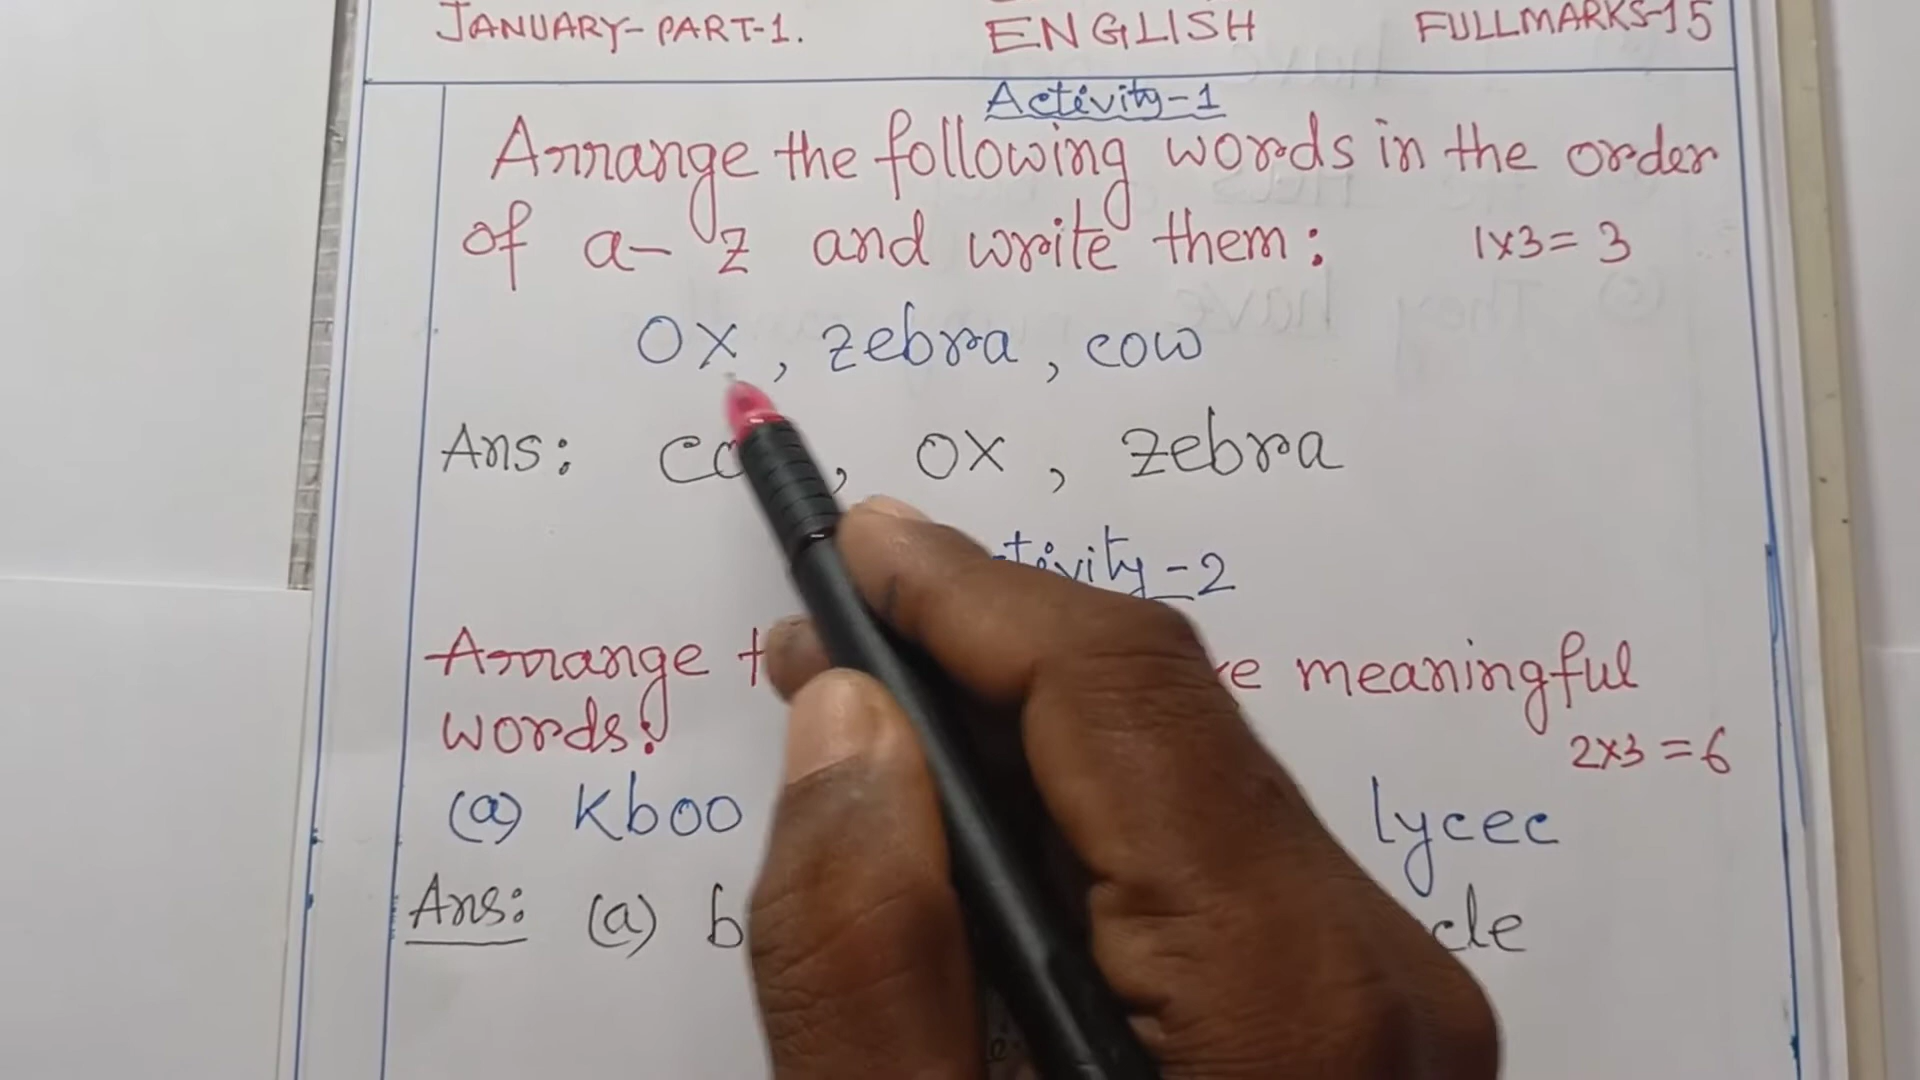 JANUARY-PART-1. ENGLISH FULLMARKS-15
Activity-1
Arrange the following words in the order
of a-z and write them: 1x3=3
ox, zebra, cow
Ans: , ox, zebra
-2
Arrange meaningful
words: 2x3=6
(a) kboo lycec
Ans: (a)